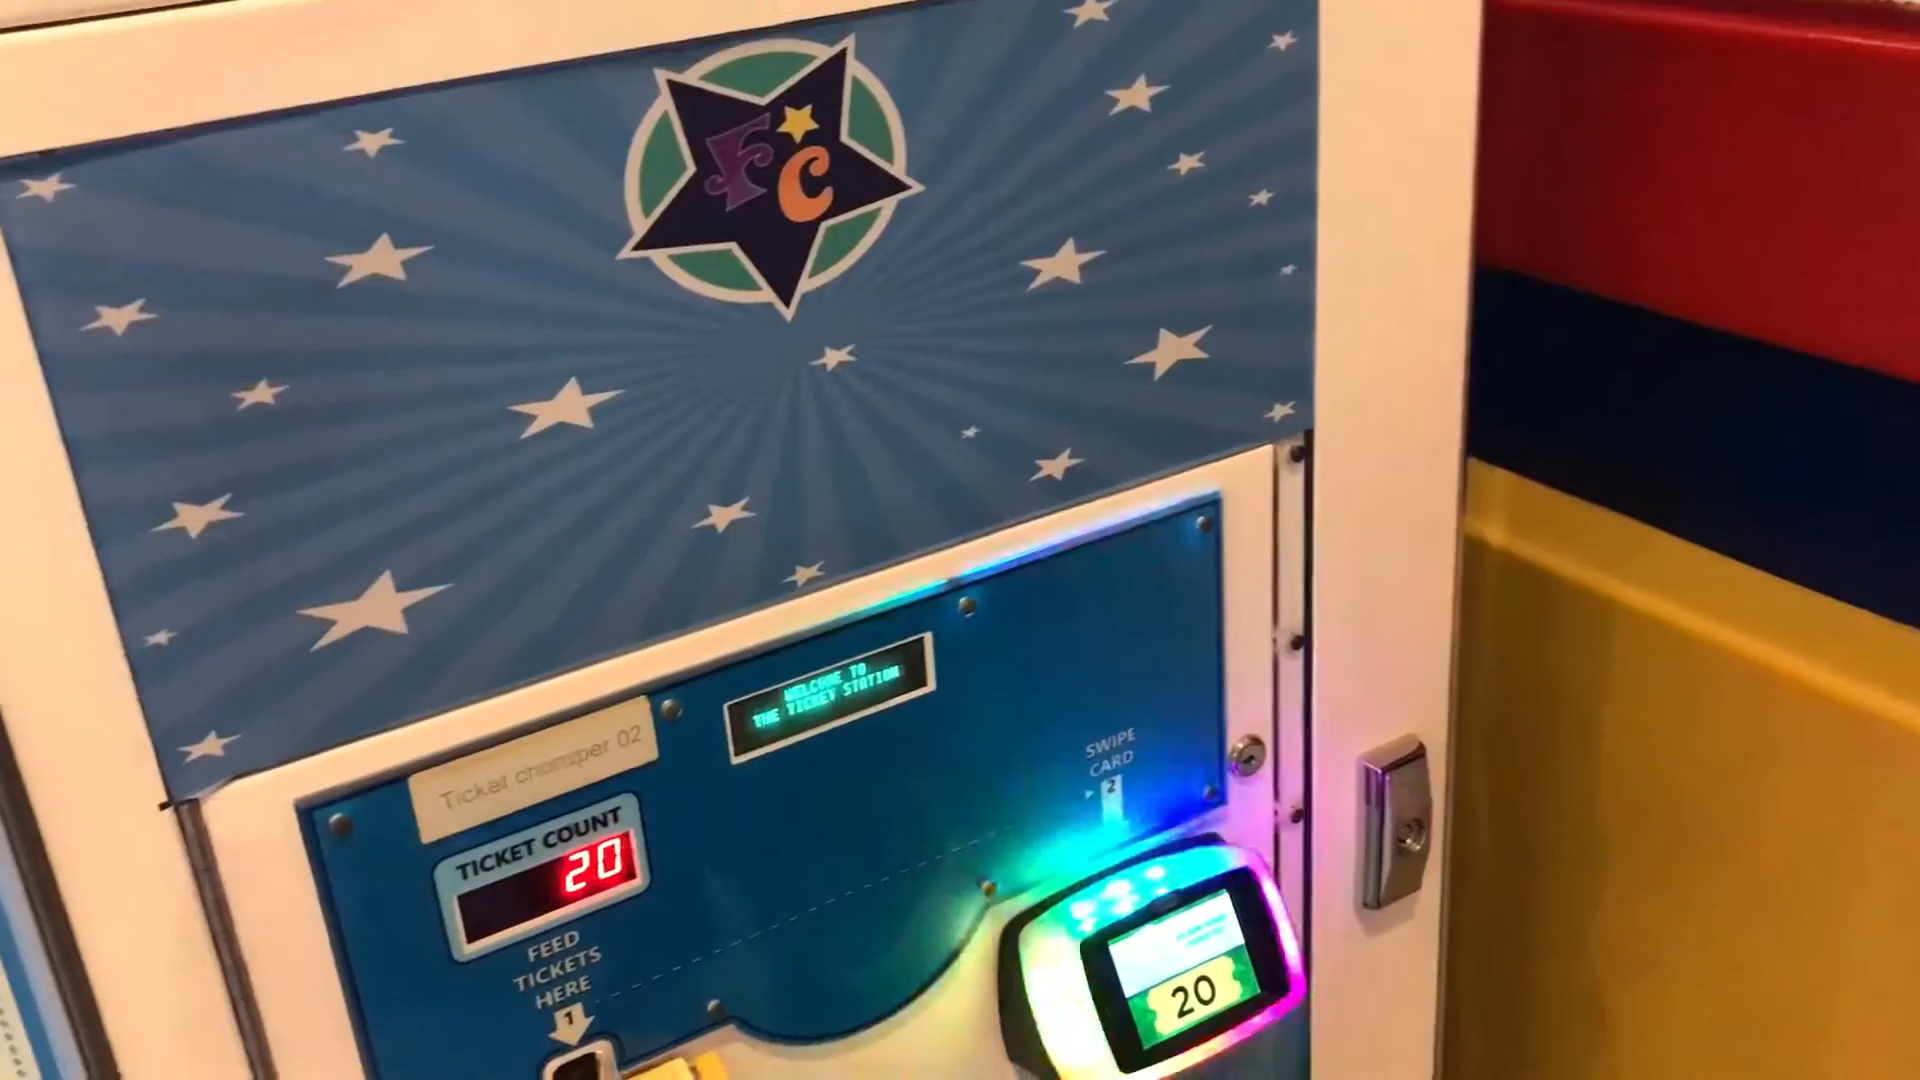 FC
WELCOME TO
THE TICKET STATION
Ticket chomper 02
TICKET COUNT
20
SWIPE
CARD
2
FEED
TICKETS
HERE
1
20